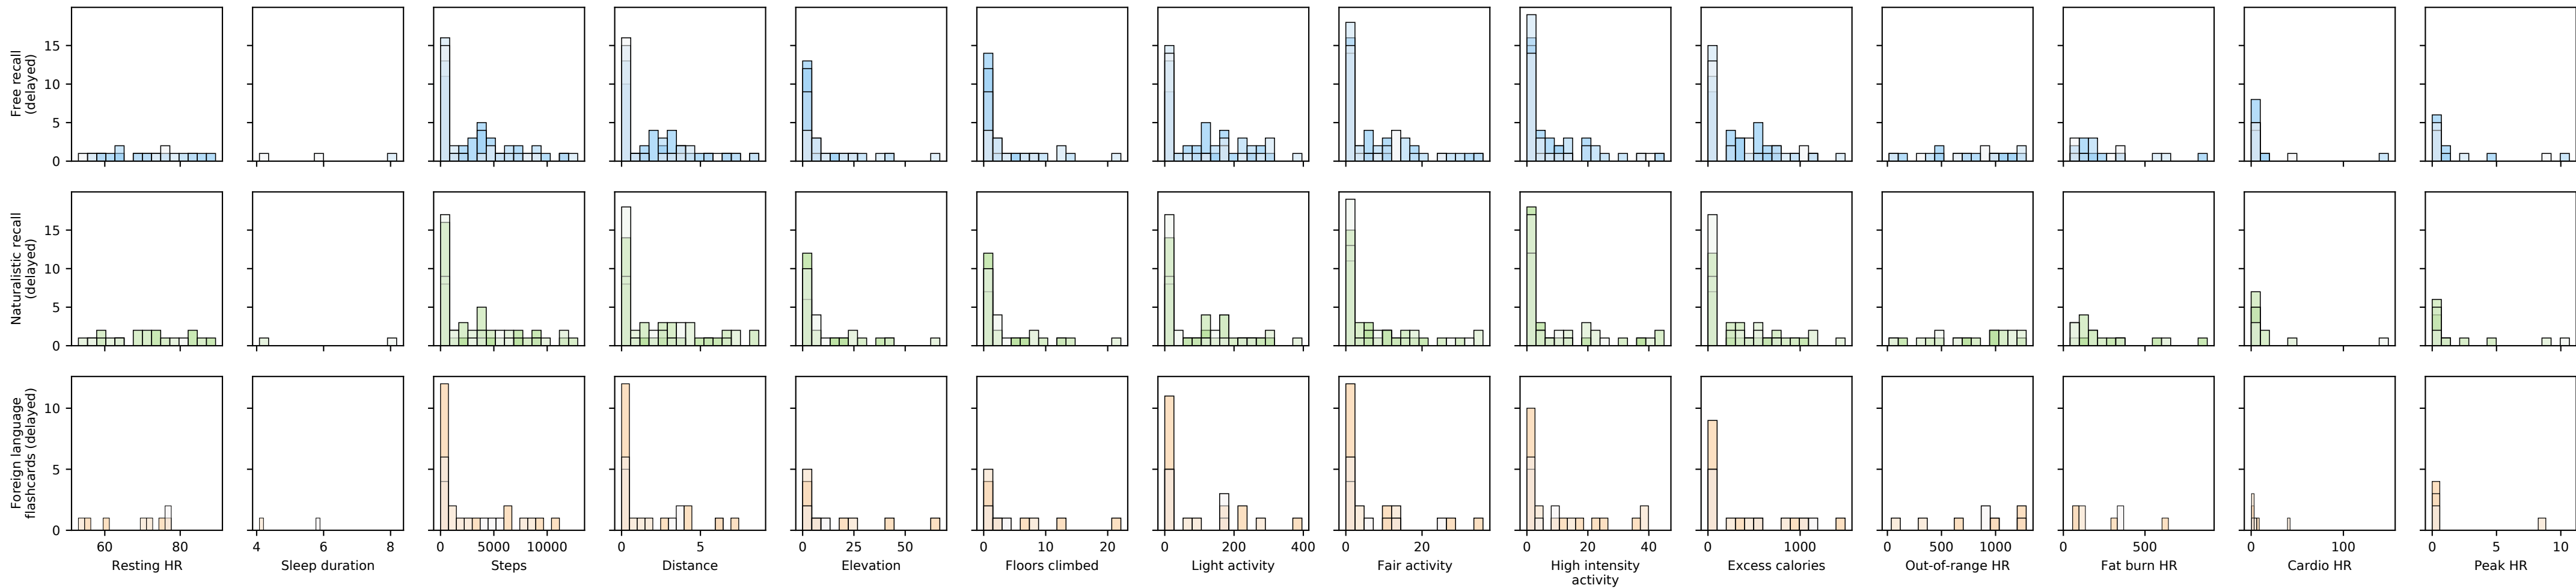 Free recall
(delayed)
0
5
10
15
Naturalistic recall
(delayed)
0
5
10
15
Foreign language
flashcards (delayed)
0
5
10
60 80
4 6 8
0 5000 10000
0 5
0 25 50
0 10 20
0 200 400
0 20
0 20 40
0 1000
0 500 1000
0 500
0 100
0 5 10
Resting HR
Sleep duration
Steps
Distance
Elevation
Floors climbed
Light activity
Fair activity
High intensity
activity
Excess calories
Out-of-range HR
Fat burn HR
Cardio HR
Peak HR